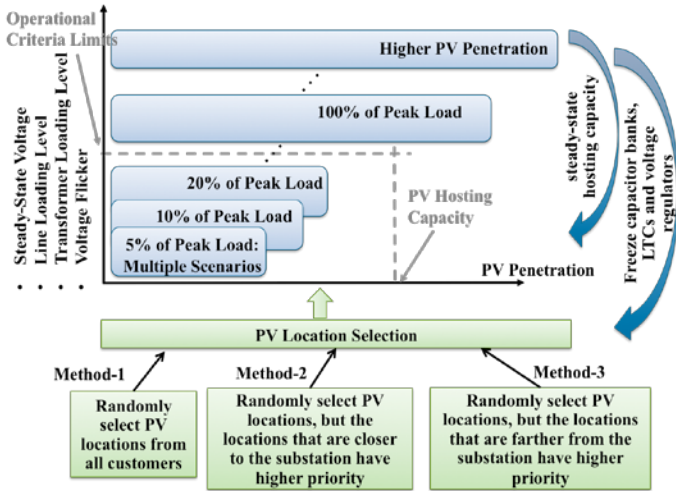 Operational
Criteria Limits
Steady-State Voltage
Line Loading Level
Transformer Loading Level
Voltage Flicker
Higher PV Penetration
100% of Peak Load
20% of Peak Load
10% of Peak Load
5% of Peak Load:
Multiple Scenarios
PV Hosting
Capacity
PV Penetration
steady-state
hosting capacity
Freeze capacitor banks,
LTCs and voltage
regulators
PV Location Selection
Method-1
Method-2
Method-3
Randomly
select PV
locations from
all customers
Randomly select PV
locations, but the
locations that are closer
to the substation have
higher priority
Randomly select PV
locations, but the locations
that are farther from the
substation have higher
priority